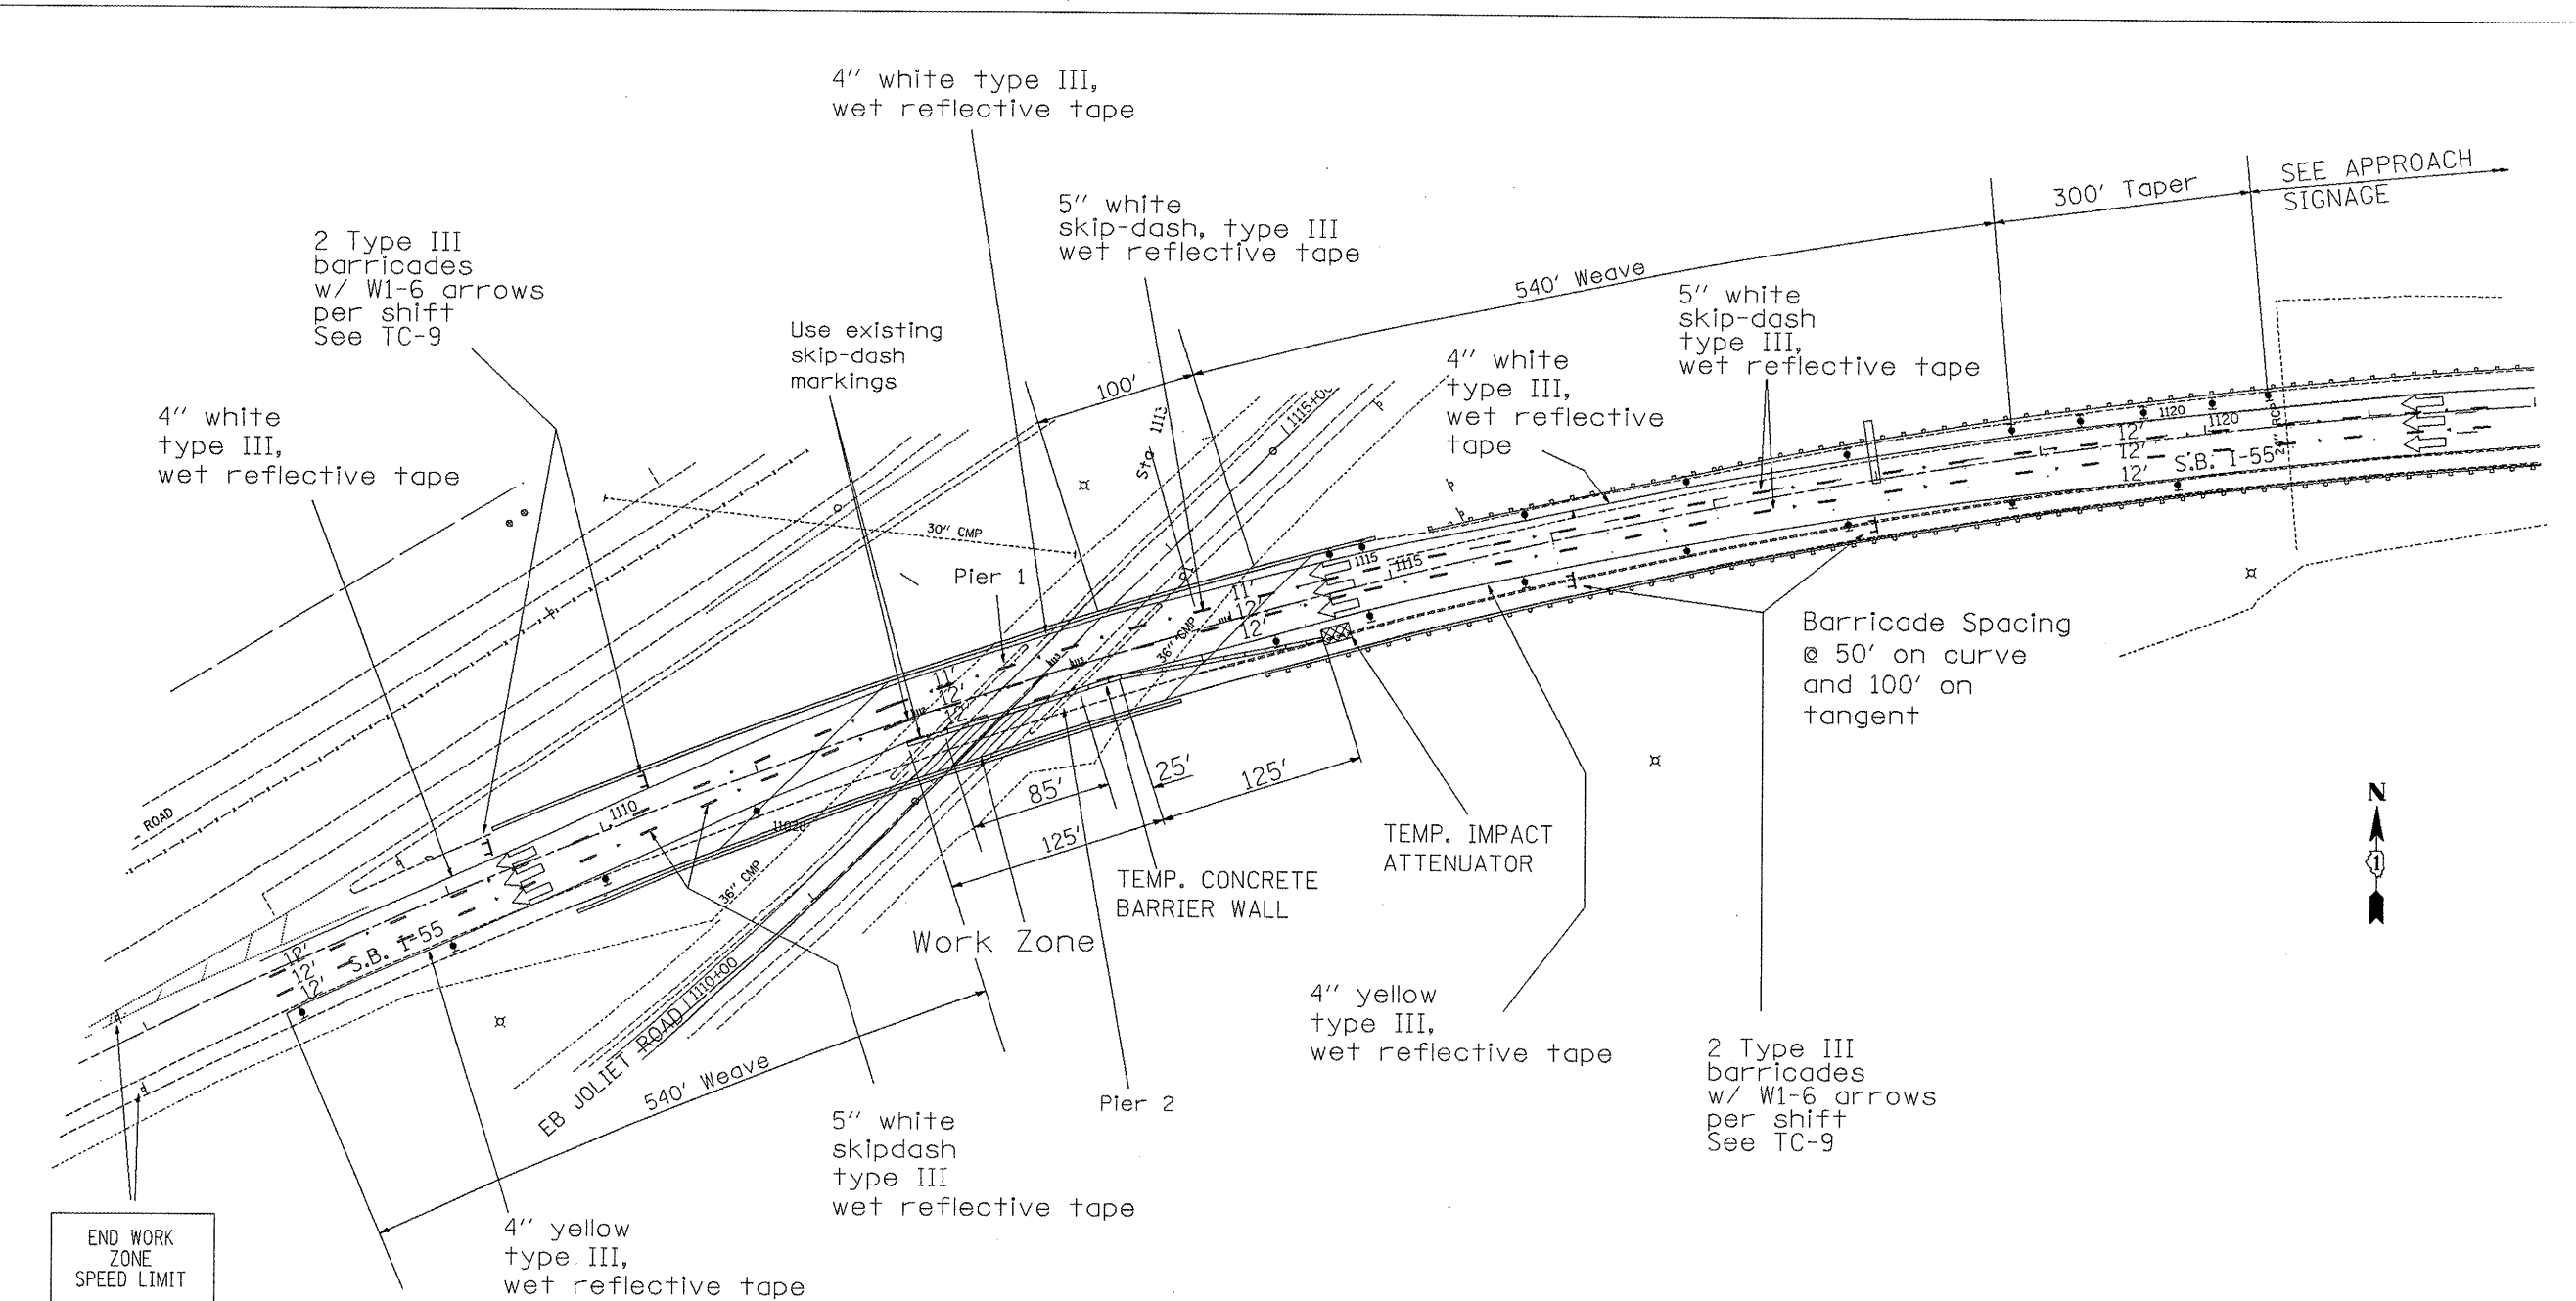 4" white type III,
wet reflective tape
5" white
skip-dash, type III
wet reflective tape
SEE APPROACH
SIGNAGE
300' Taper
540' Weave
2 Type III
barricades
w/ W1-6 arrows
per shift
See TC-9
Use existing
skip-dash
markings
5" white
skip-dash
type III,
wet reflective tape
4" white
type III,
wet reflective
tape
100'
4" white
type III,
wet reflective tape
Sta 1113
1115+00
30" CMP
Pier 1
1120
1120
12'
12'
12'
S.B. I-55
1115
1115
11'
12'
12'
36" CMP
11'
12'
12'
Barricade Spacing
@ 50' on curve
and 100' on
tangent
85'
25'
125'
125'
1110
ROAD
36" CMP
TEMP. IMPACT
ATTENUATOR
TEMP. CONCRETE
BARRIER WALL
N
1
Work Zone
12'
12'
12'
S.B. I-55
EB JOLIET ROAD
1110+00
540' Weave
4" yellow
type III,
wet reflective tape
Pier 2
2 Type III
barricades
w/ W1-6 arrows
per shift
See TC-9
5" white
skipdash
type III
wet reflective tape
4" yellow
type III,
wet reflective tape
END WORK
ZONE
SPEED LIMIT